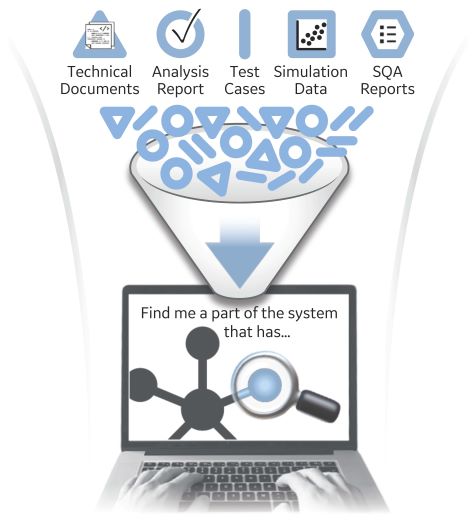 Technical Documents
Analysis Report
Test Cases
Simulation Data
SQA Reports
Find me a part of the system
that has...